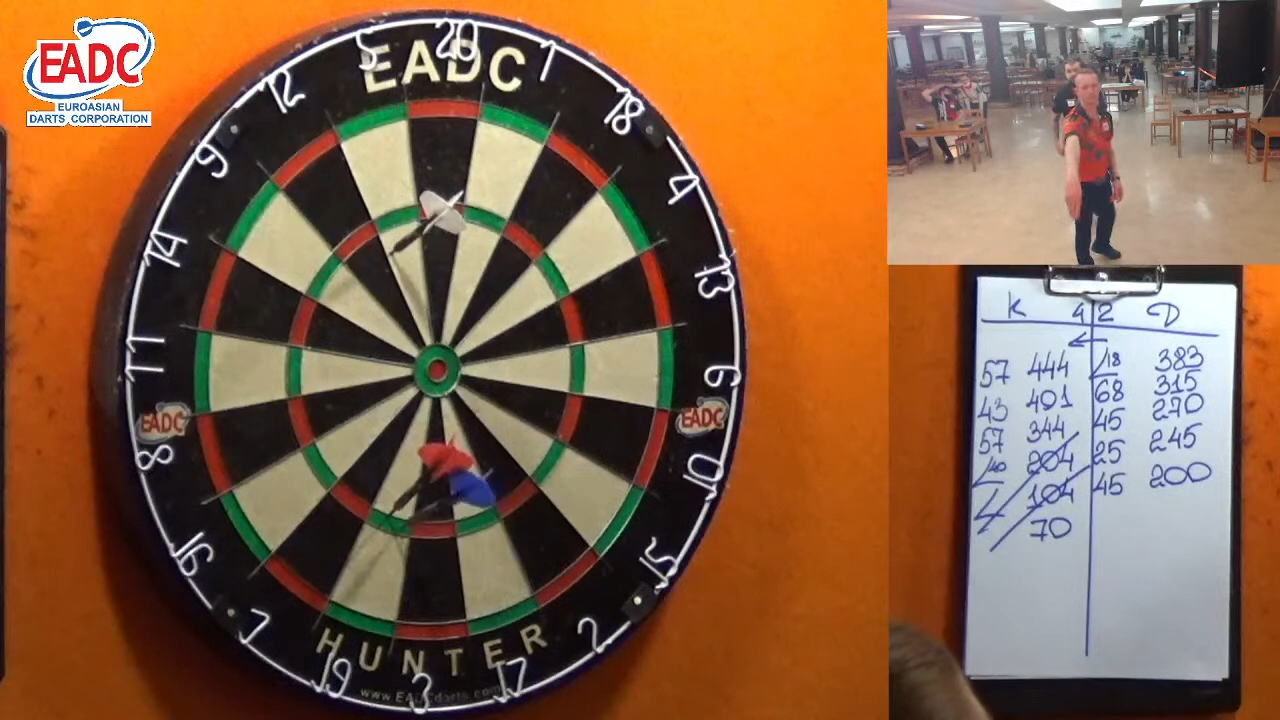 EADC
EUROASIAN
DARTS CORPORATION
EADC
20
1
18
4
13
6
10
15
2
17
3
19
7
16
8
11
14
9
12
5
EADC
EADC
HUNTER
www.EADCdarts.com
K 4 2 D
57 444 /18 383
43 401 68 315
57 344 45 270
204 25 245
104 45 200
70